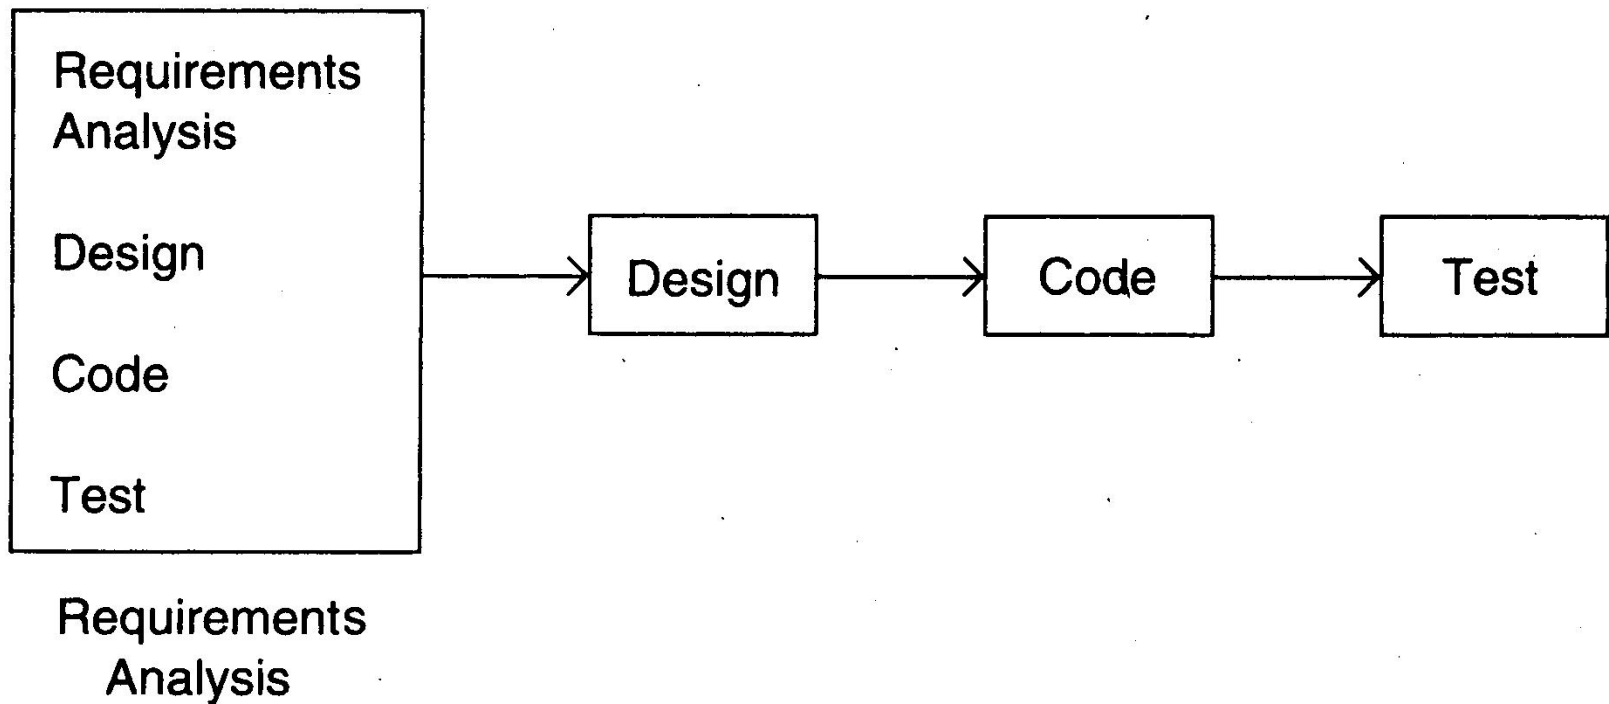 Requirements
Analysis
Design
Code
Test
Design
Code
Test
Requirements
Analysis